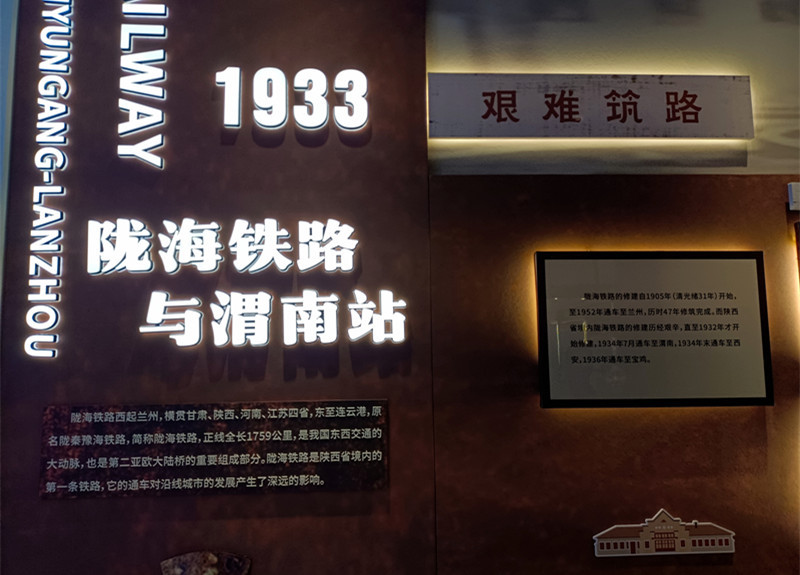 YUNGANG-LANZHOU
ILWAY
1933
陇海铁路
与渭南站
陇海铁路西起兰州，横贯甘肃、陕西、河南、江苏四省，东至连云港，原
名陇秦豫海铁路，简称陇海铁路，正线全长1759公里，是我国东西交通的
大动脉，也是第二亚欧大陆桥的重要组成部分。陇海铁路是陕西省境内的
第一条铁路，它的通车对沿线城市的发展产生了深远的影响。
艰难筑路
陇海铁路的修建自1905年（清光绪31年）开始，
至1952年通车至兰州，历时47年修筑完成。而陕西
省境内陇海铁路的修建历经艰辛，直至1932年才开
始修建，1934年7月通车至渭南，1934年末通车至西
安，1936年通车至宝鸡。